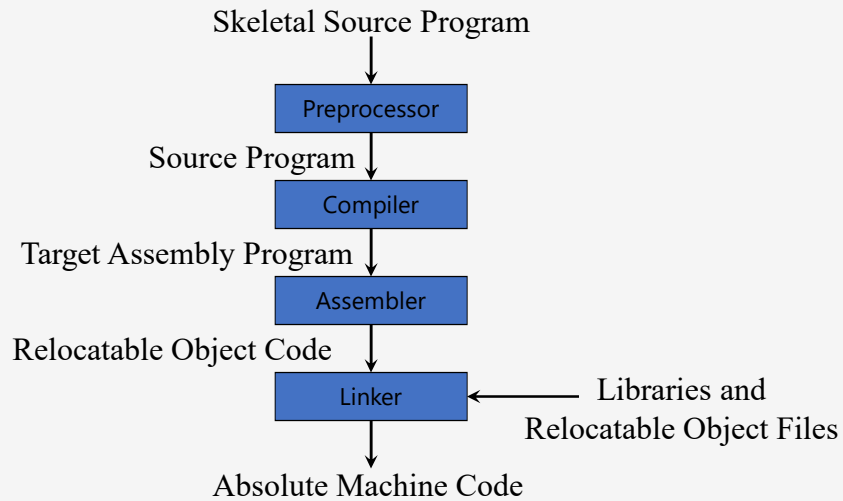 Skeletal Source Program
Preprocessor
Source Program
Compiler
Target Assembly Program
Assembler
Relocatable Object Code
Linker
Libraries and
Relocatable Object Files
Absolute Machine Code